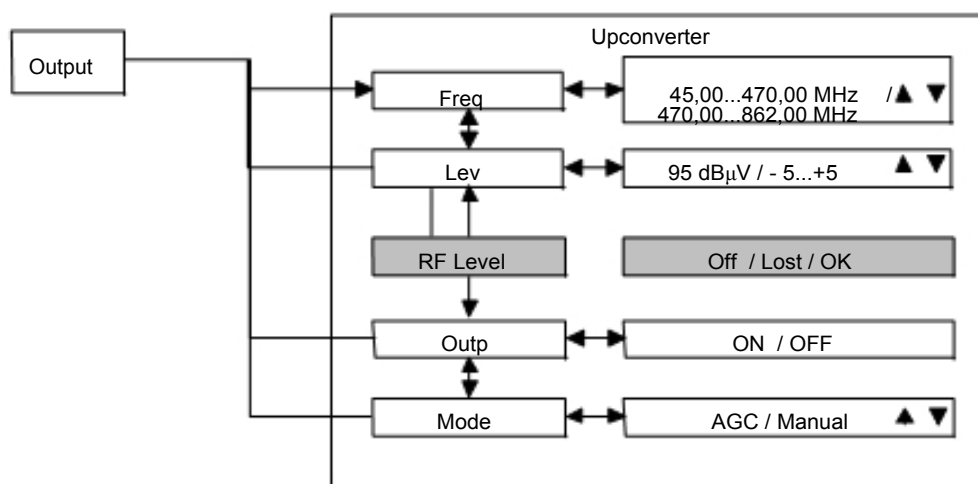 Upconverter
Output
Freq
45,00...470,00 MHz /▲ ▼
470,00...862,00 MHz
Lev
95 dBµV / - 5...+5 ▲ ▼
RF Level
Off / Lost / OK
Outp
ON / OFF
Mode
AGC / Manual ▲ ▼